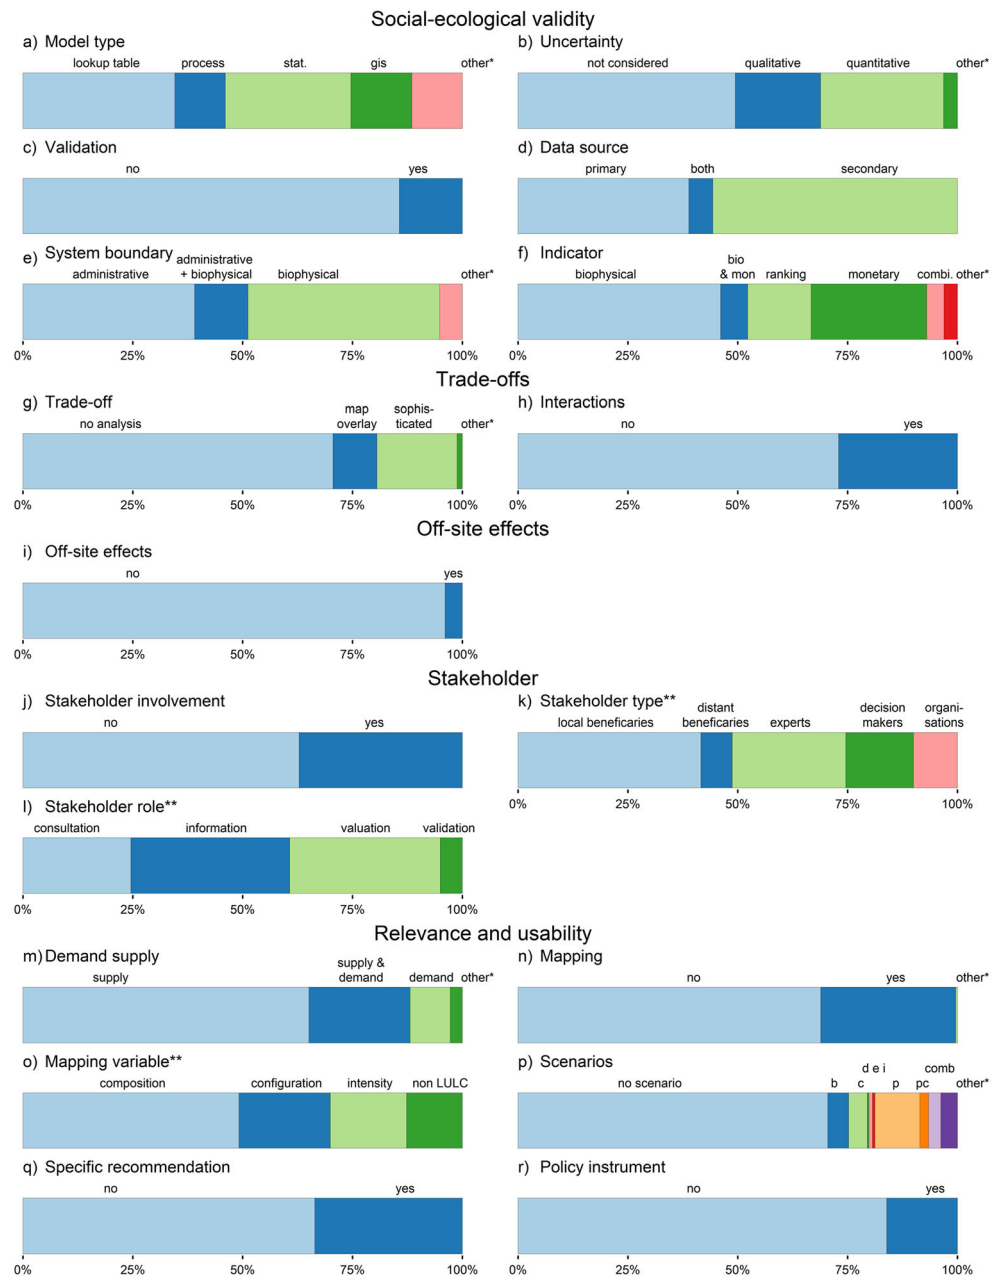 Social-ecological validity
a) Model type
lookup table process stat. gis other*
b) Uncertainty
not considered qualitative quantitative other*
c) Validation
no yes
d) Data source
primary both secondary
e) System boundary
administrative administrative + biophysical biophysical other*
0% 25% 50% 75% 100%
f) Indicator
biophysical bio & mon ranking monetary combi. other*
0% 25% 50% 75% 100%
Trade-offs
g) Trade-off
no analysis map overlay sophis-ticated other*
0% 25% 50% 75% 100%
h) Interactions
no yes
0% 25% 50% 75% 100%
Off-site effects
i) Off-site effects
no yes
0% 25% 50% 75% 100%
Stakeholder
j) Stakeholder involvement
no yes
k) Stakeholder type**
local beneficaries distant beneficaries experts decision makers organi-sations
0% 25% 50% 75% 100%
l) Stakeholder role**
consultation information valuation validation
0% 25% 50% 75% 100%
Relevance and usability
m) Demand supply
supply supply & demand demand other*
n) Mapping
no yes other*
o) Mapping variable**
composition configuration intensity non LULC
p) Scenarios
no scenario b c d e i p pc comb other*
q) Specific recommendation
no yes
0% 25% 50% 75% 100%
r) Policy instrument
no yes
0% 25% 50% 75% 100%